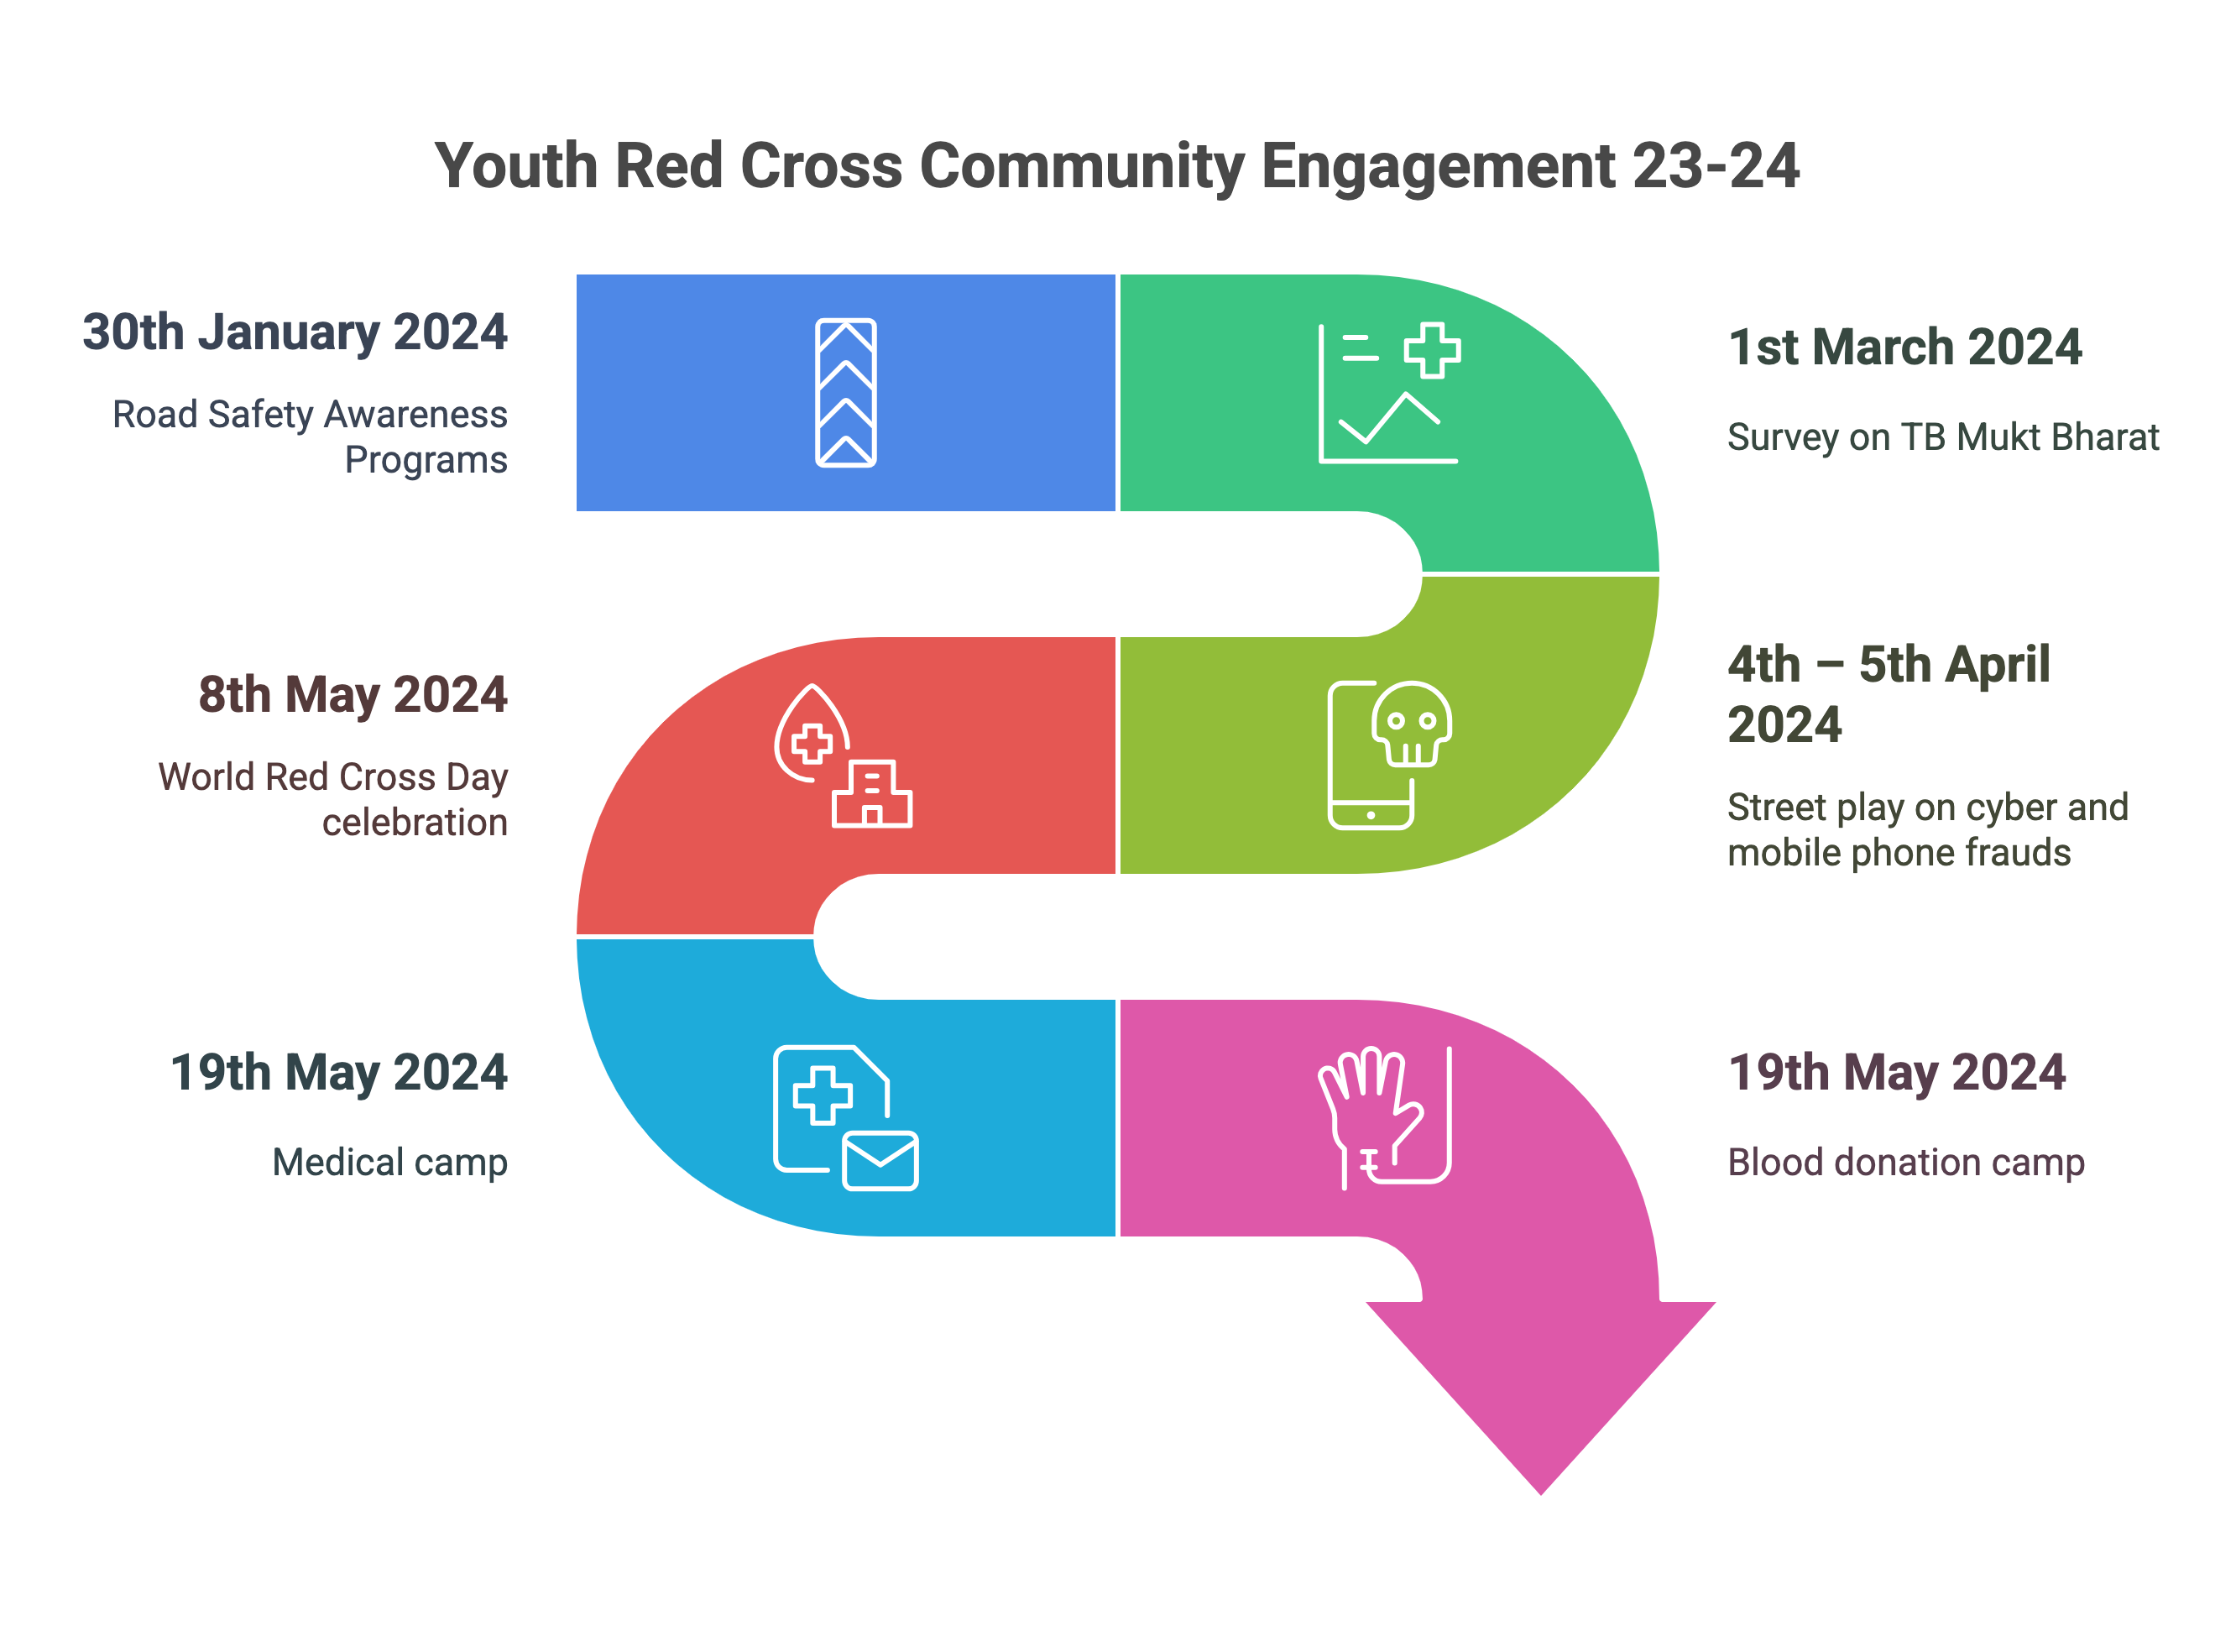 Youth Red Cross Community Engagement 23-24
30th January 2024
Road Safety Awareness
Programs
1st March 2024
Survey on TB Mukt Bharat
4th – 5th April
2024
Street play on cyber and
mobile phone frauds
8th May 2024
World Red Cross Day
celebration
19th May 2024
Medical camp
19th May 2024
Blood donation camp